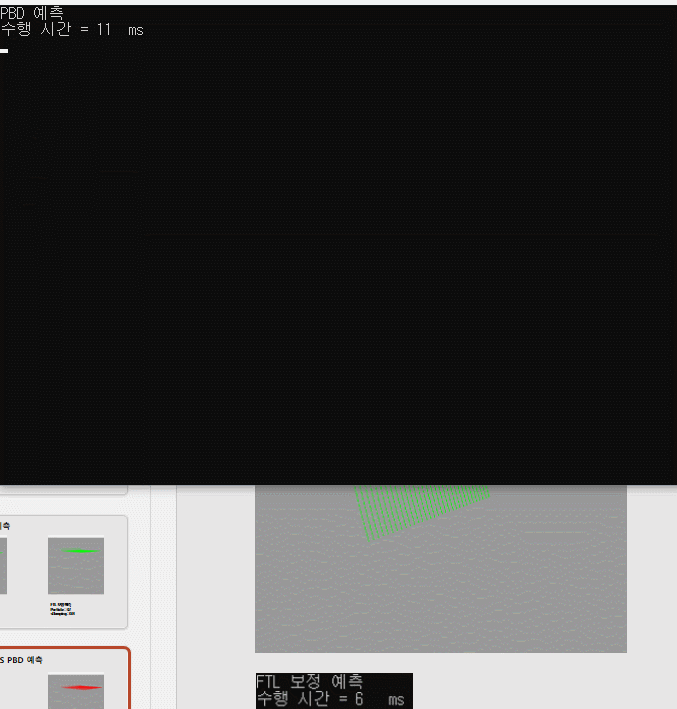 PBD 예측
수행 시간 = 11 ms
예측
FTL 보정 예측
S PBD 예측
FTL 보정 예측
수행 시간 = 6 ms